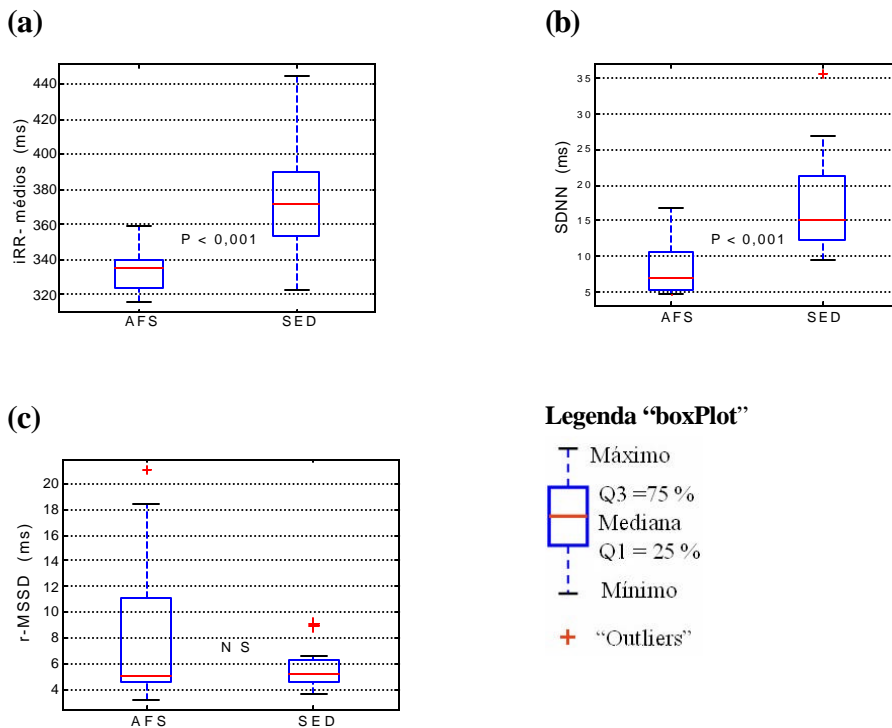 (a)
440
420
400
380
360
340
320
iRR- médios (ms)
P < 0,001
AFS SED
(b)
35
30
25
20
15
10
5
SDNN (ms)
P < 0,001
AFS SED
(c)
20
18
16
14
12
10
8
6
4
r-MSSD (ms)
N S
AFS SED
Legenda “boxPlot”
Máximo
Q3 =75 %
Mediana
Q1 = 25 %
Mínimo
“Outliers”